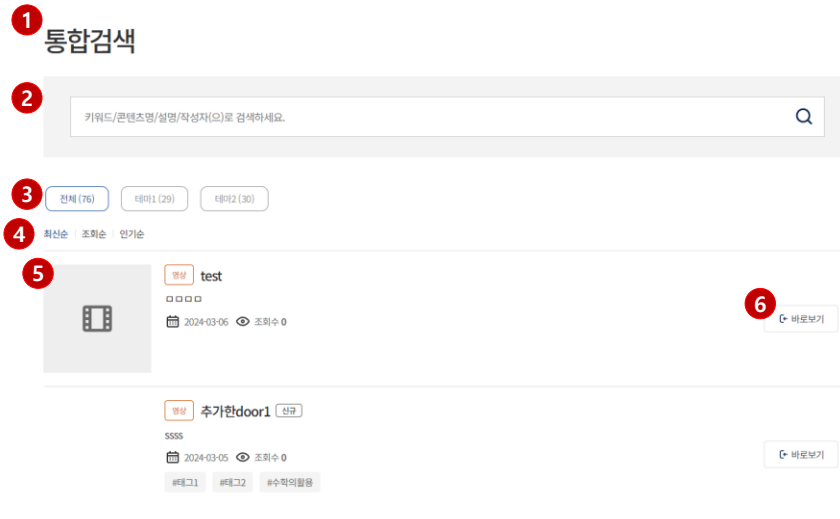 1
통합검색
2
키워드/콘텐츠명/설명/작성자(으)로 검색하세요.
3
전체 (76) 테마1 (29) 테마2 (30)
4
최신순 조회순 인기순
5
영상 test
ㅁㅁㅁㅁ
2024-03-06 조회수 0
6
바로보기
영상 추가한door1 신규
ssss
2024-03-05 조회수 0
바로보기
#태그1 #태그2 #수학의활용